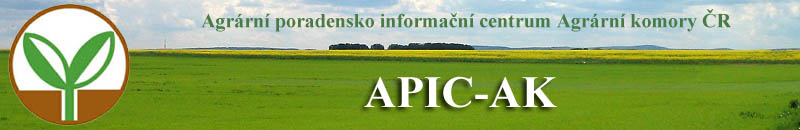 Agrární poradensko informační centrum Agrární komory ČR
APIC-AK